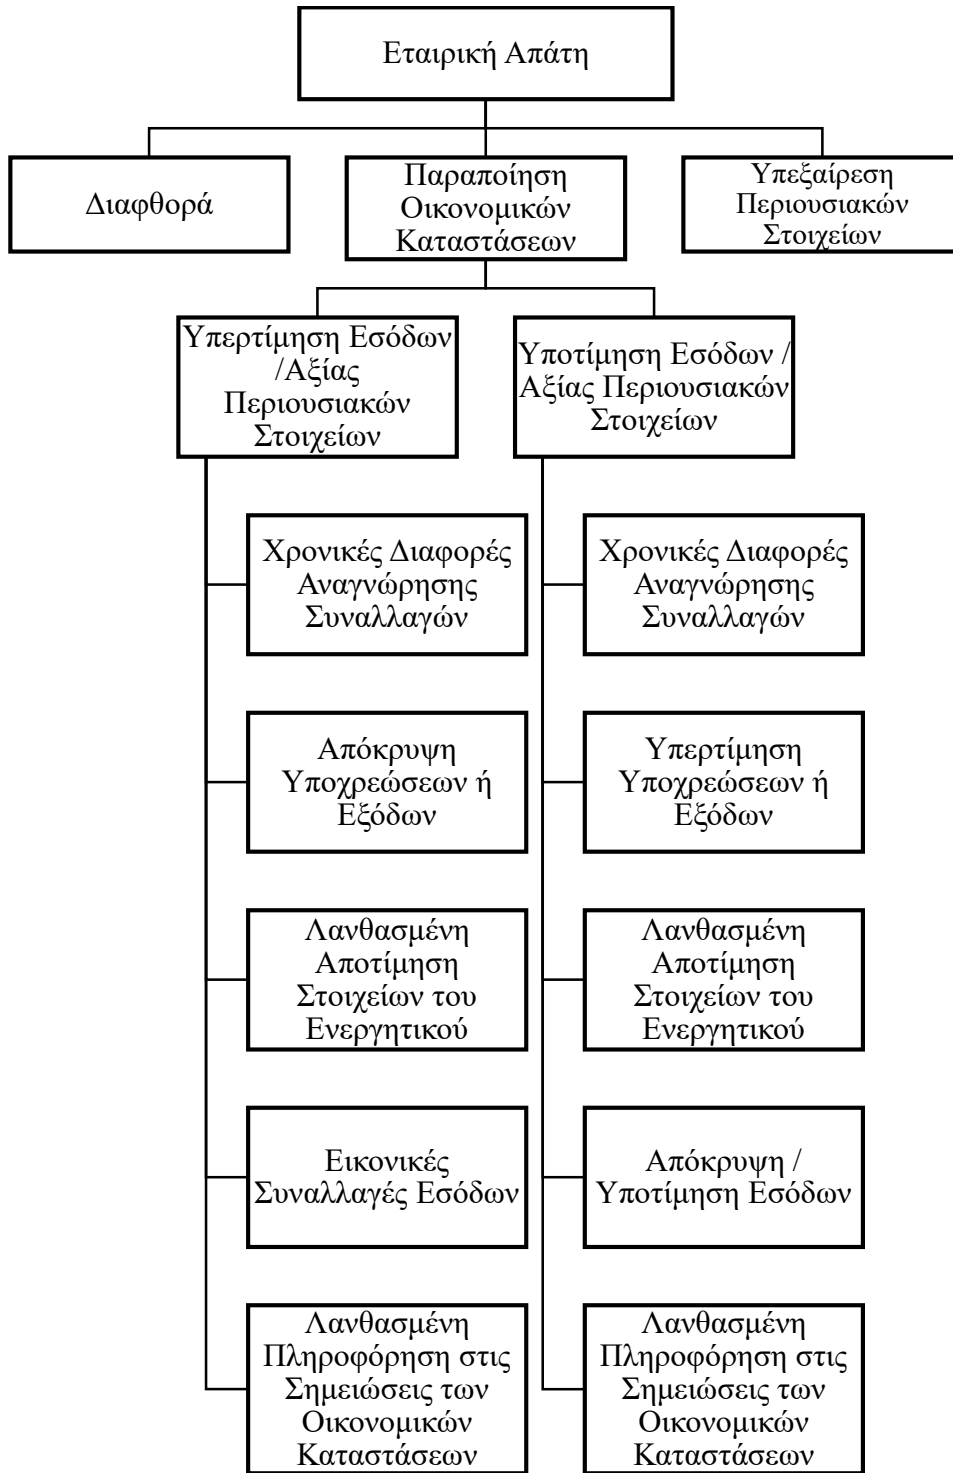 Εταιρική Απάτη
Διαφθορά
Παραποίηση
Οικονομικών
Καταστάσεων
Υπεξαίρεση
Περιουσιακών
Στοιχείων
Υπερτίμηση Εσόδων
/Αξίας
Περιουσιακών
Στοιχείων
Υποτίμηση Εσόδων /
Αξίας Περιουσιακών
Στοιχείων
Χρονικές Διαφορές
Αναγνώρησης
Συναλλαγών
Χρονικές Διαφορές
Αναγνώρησης
Συναλλαγών
Απόκρυψη
Υποχρεώσεων ή
Εξόδων
Υπερτίμηση
Υποχρεώσεων ή
Εξόδων
Λανθασμένη
Αποτίμηση
Στοιχείων του
Ενεργητικού
Λανθασμένη
Αποτίμηση
Στοιχείων του
Ενεργητικού
Εικονικές
Συναλλαγές Εσόδων
Απόκρυψη /
Υποτίμηση Εσόδων
Λανθασμένη
Πληροφόρηση στις
Σημειώσεις των
Οικονομικών
Καταστάσεων
Λανθασμένη
Πληροφόρηση στις
Σημειώσεις των
Οικονομικών
Καταστάσεων